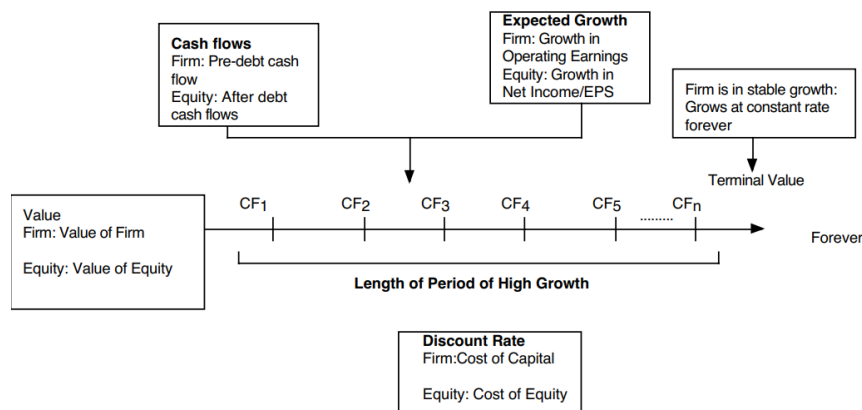 Cash flows
Firm: Pre-debt cash
flow
Equity: After debt
cash flows
Expected Growth
Firm: Growth in
Operating Earnings
Equity: Growth in
Net Income/EPS
Firm is in stable growth:
Grows at constant rate
forever
Terminal Value
CF1
CF2
CF3
CF4
CF5
.........
CFn
Forever
Value
Firm: Value of Firm
Equity: Value of Equity
Length of Period of High Growth
Discount Rate
Firm:Cost of Capital
Equity: Cost of Equity